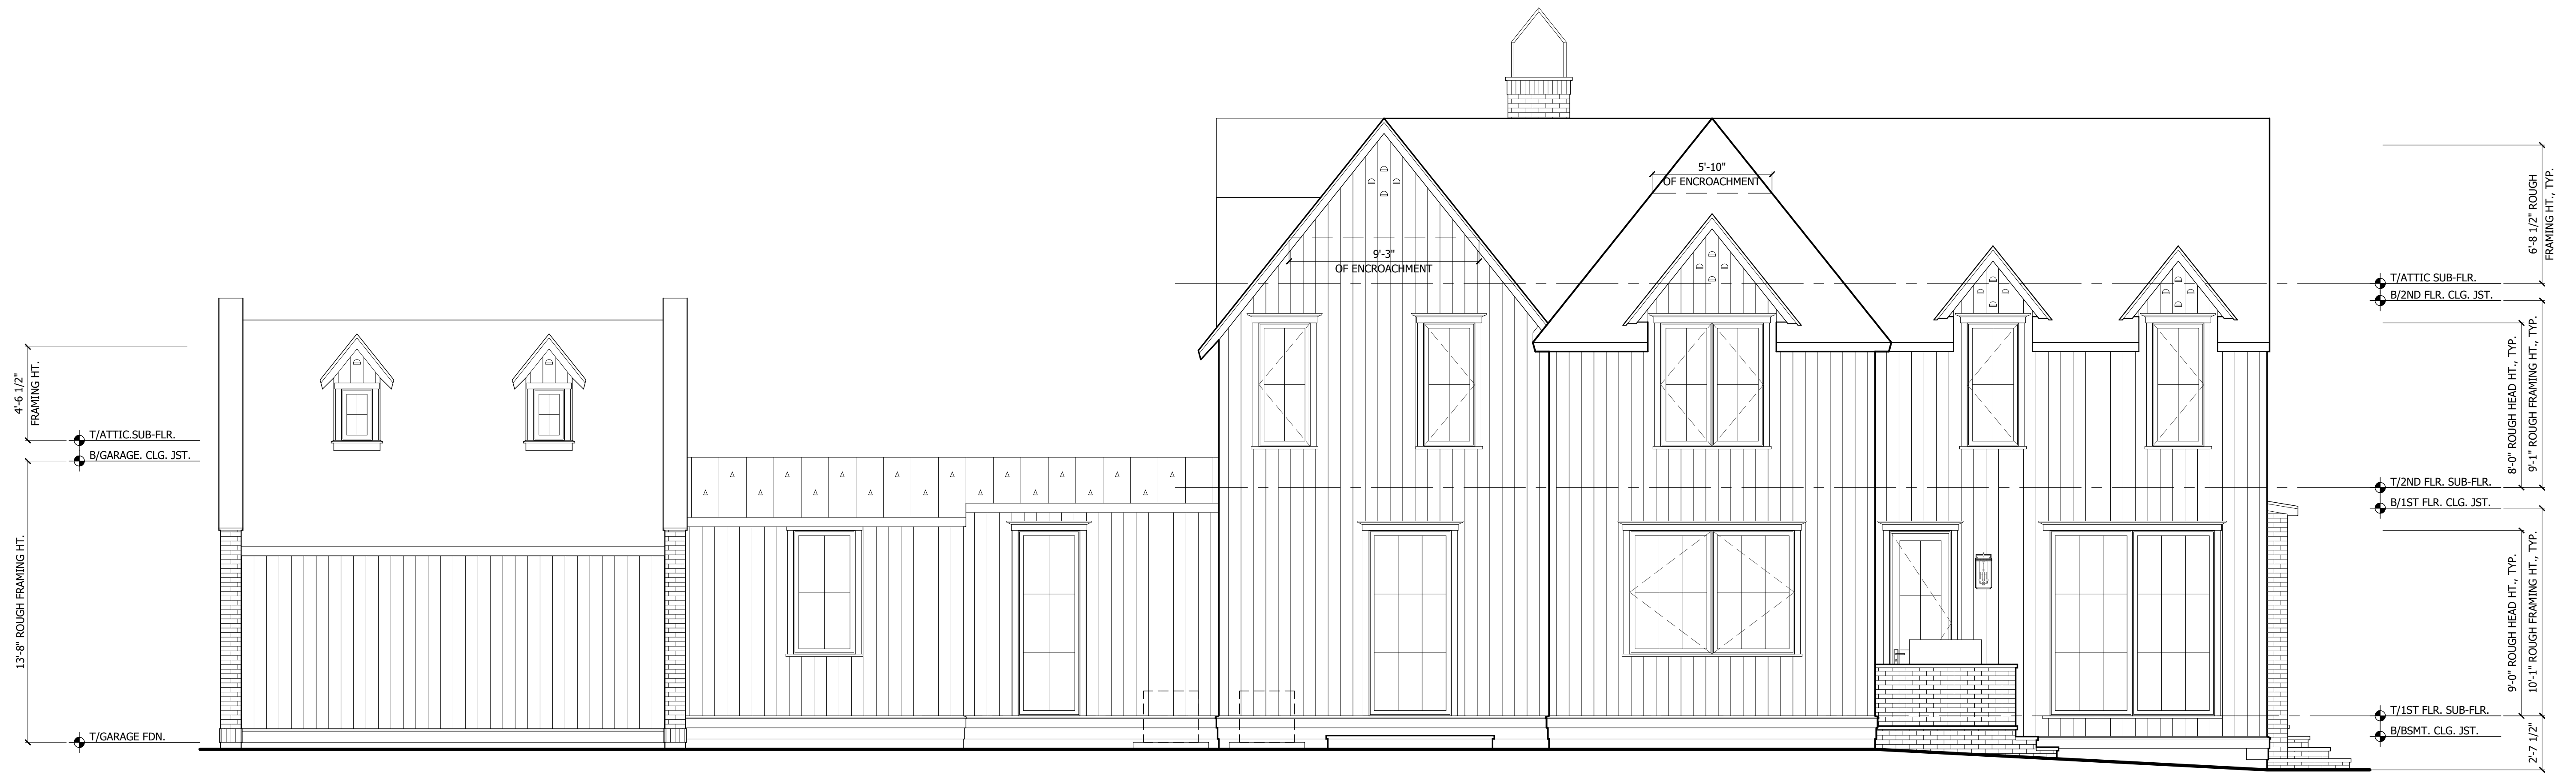 5'-10"
OF ENCROACHMENT
9'-3"
OF ENCROACHMENT
4'-6 1/2"
FRAMING HT.
T/ATTIC.SUB-FLR.
B/GARAGE. CLG. JST.
13'-8" ROUGH FRAMING HT.
T/GARAGE FDN.
6'-8 1/2" ROUGH
FRAMING HT., TYP.
T/ATTIC SUB-FLR.
B/2ND FLR. CLG. JST.
8'-0" ROUGH HEAD HT., TYP.
9'-1" ROUGH FRAMING HT., TYP.
T/2ND FLR. SUB-FLR.
B/1ST FLR. CLG. JST.
9'-0" ROUGH HEAD HT., TYP.
10'-1" ROUGH FRAMING HT., TYP.
T/1ST FLR. SUB-FLR.
B/BSMT. CLG. JST.
2'-7 1/2"